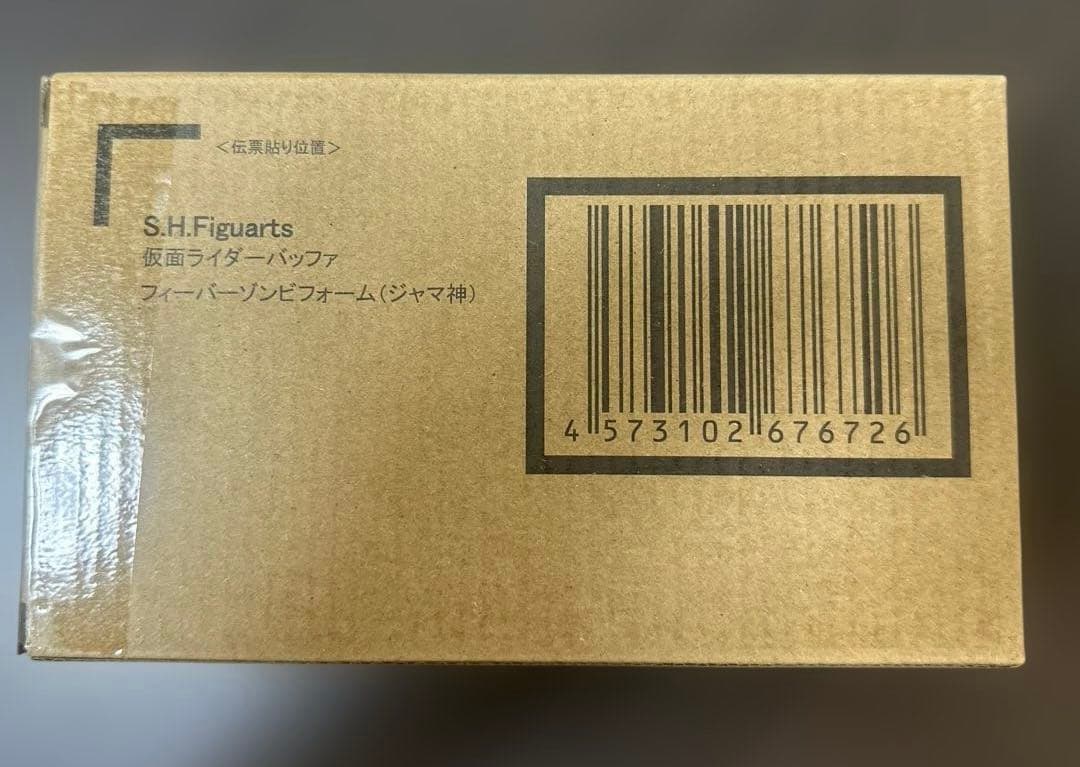 ＜伝票貼り位置＞
S.H.Figuarts
仮面ライダーバッファ
フィーバーゾンビフォーム（ジャマ神）
4 573102 676726